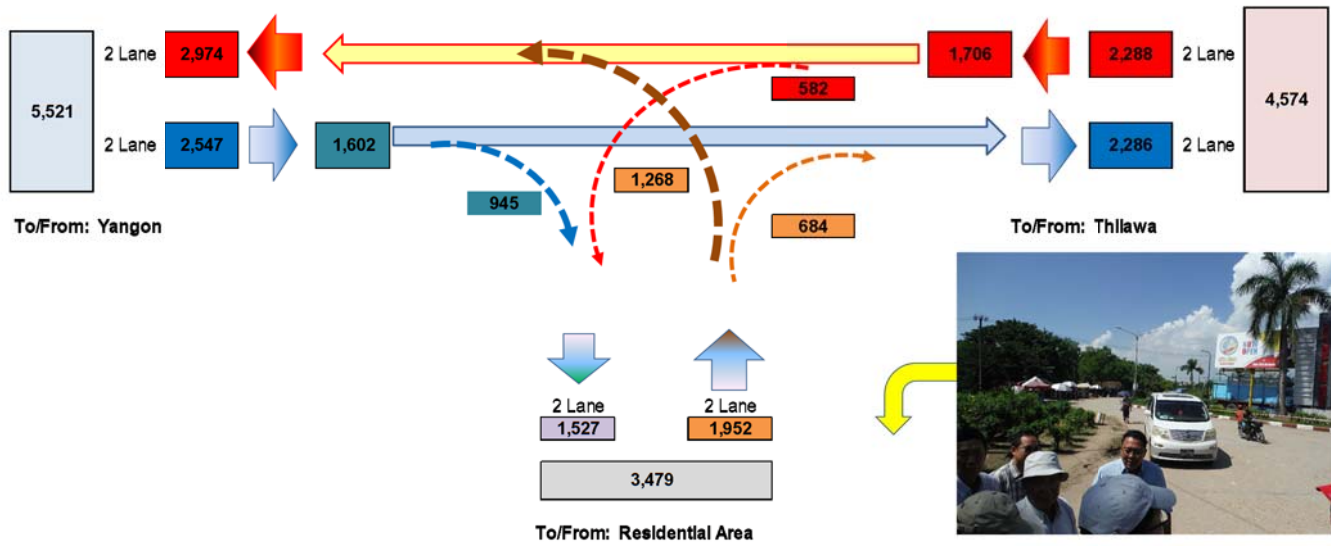 2 Lane 2,974 1,706 2,288 2 Lane
582
5,521 4,574
2 Lane 2,547 1,602 2,286 2 Lane
1,268
945 684
To/From: Yangon To/From: Thilawa
2 Lane 2 Lane
1,527 1,952
3,479
To/From: Residential Area
OPEN